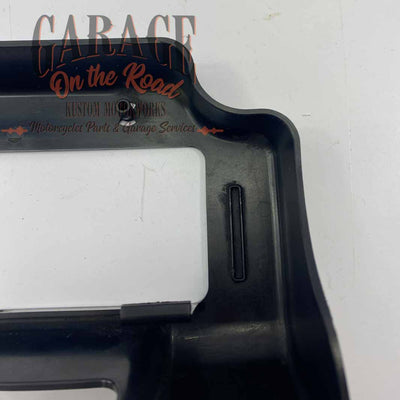 GARAGE
On the Road
KUSTOM MOTORWORKS
Motorcycles Parts & Garage Services